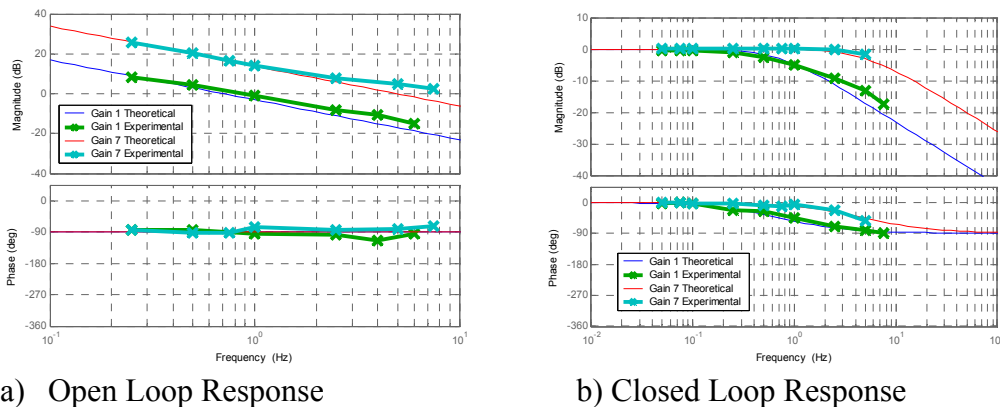 40
20
0
-20
40
Magnitude (dB)
Gain 1 Theoretical
Gain 1 Experimental
Gain 7 Theoretical
Gain 7 Experimental
0
-90
-180
-270
-360
Phase (deg)
10^-1
10^0
10^1
Frequency (Hz)
a) Open Loop Response
10
0
-10
-20
-30
40
Magnitude (dB)
0
-90
-180
-270
-360
Phase (deg)
Gain 1 Theoretical
Gain 1 Experimental
Gain 7 Theoretical
Gain 7 Experimental
10^-2
10^-1
10^0
10^1
Frequency (Hz)
b) Closed Loop Response